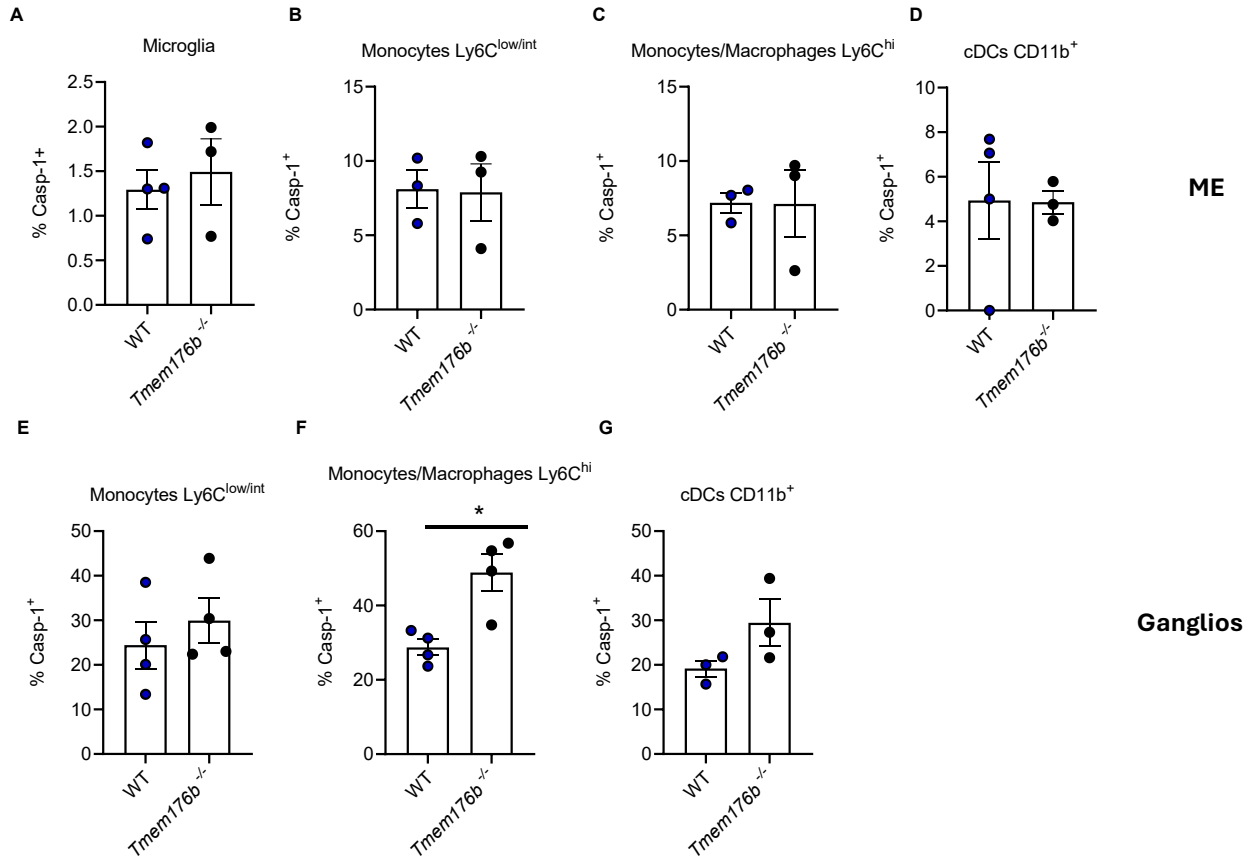 A
B
C
D
Microglia
Monocytes Ly6C^low/int
Monocytes/Macrophages Ly6C^hi
cDCs CD11b^+
% Casp-1+
2.5
2.0
1.5
1.0
0.5
0.0
WT
Tmem176b^-/-
% Casp-1^+
15
10
5
0
WT
Tmem176b^-/-
% Casp-1^+
15
10
5
0
WT
Tmem176b^-/-
% Casp-1^+
10
8
6
4
2
0
WT
Tmem176b^-/-
ME
E
F
G
Monocytes Ly6C^low/int
Monocytes/Macrophages Ly6C^hi
cDCs CD11b^+
% Casp-1^+
50
40
30
20
10
0
WT
Tmem176b^-/-
% Casp-1^+
*
60
40
20
0
WT
Tmem176b^-/-
% Casp-1^+
50
40
30
20
10
0
WT
Tmem176b^-/-
Ganglios